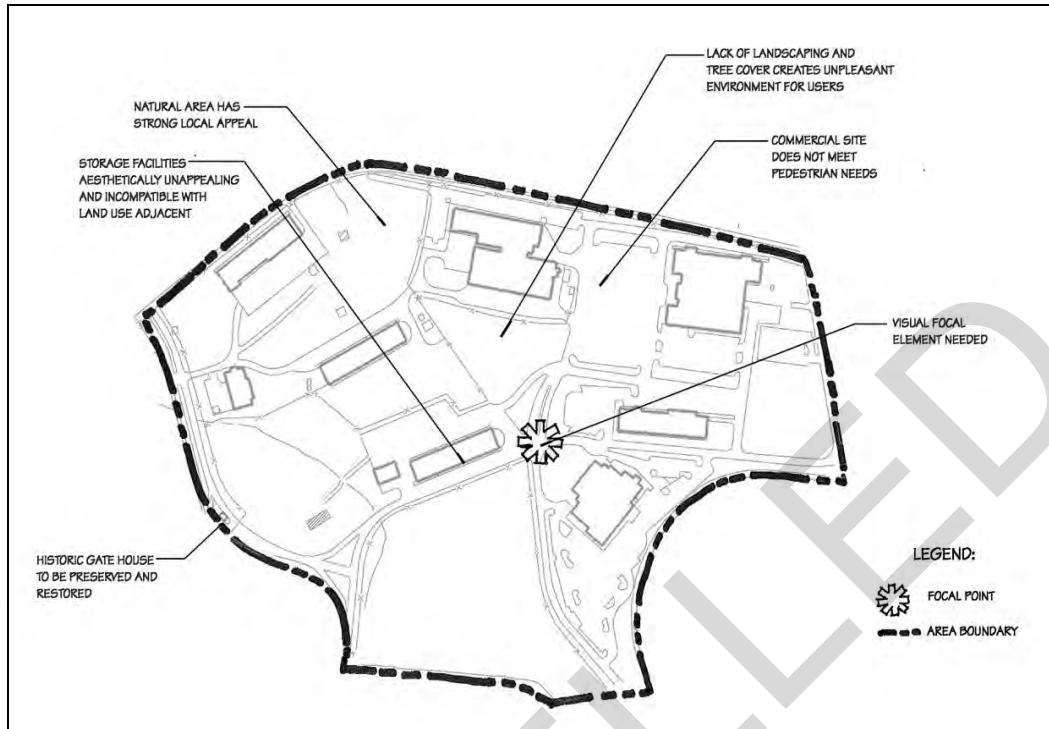 LACK OF LANDSCAPING AND
TREE COVER CREATES UNPLEASANT
ENVIRONMENT FOR USERS
NATURAL AREA HAS
STRONG LOCAL APPEAL
COMMERCIAL SITE
DOES NOT MEET
PEDESTRIAN NEEDS
STORAGE FACILITIES
AESTHETICALLY UNAPPEALING
AND INCOMPATIBLE WITH
LAND USE ADJACENT
VISUAL FOCAL
ELEMENT NEEDED
HISTORIC GATE HOUSE
TO BE PRESERVED AND
RESTORED
LEGEND:
FOCAL POINT
AREA BOUNDARY
LED